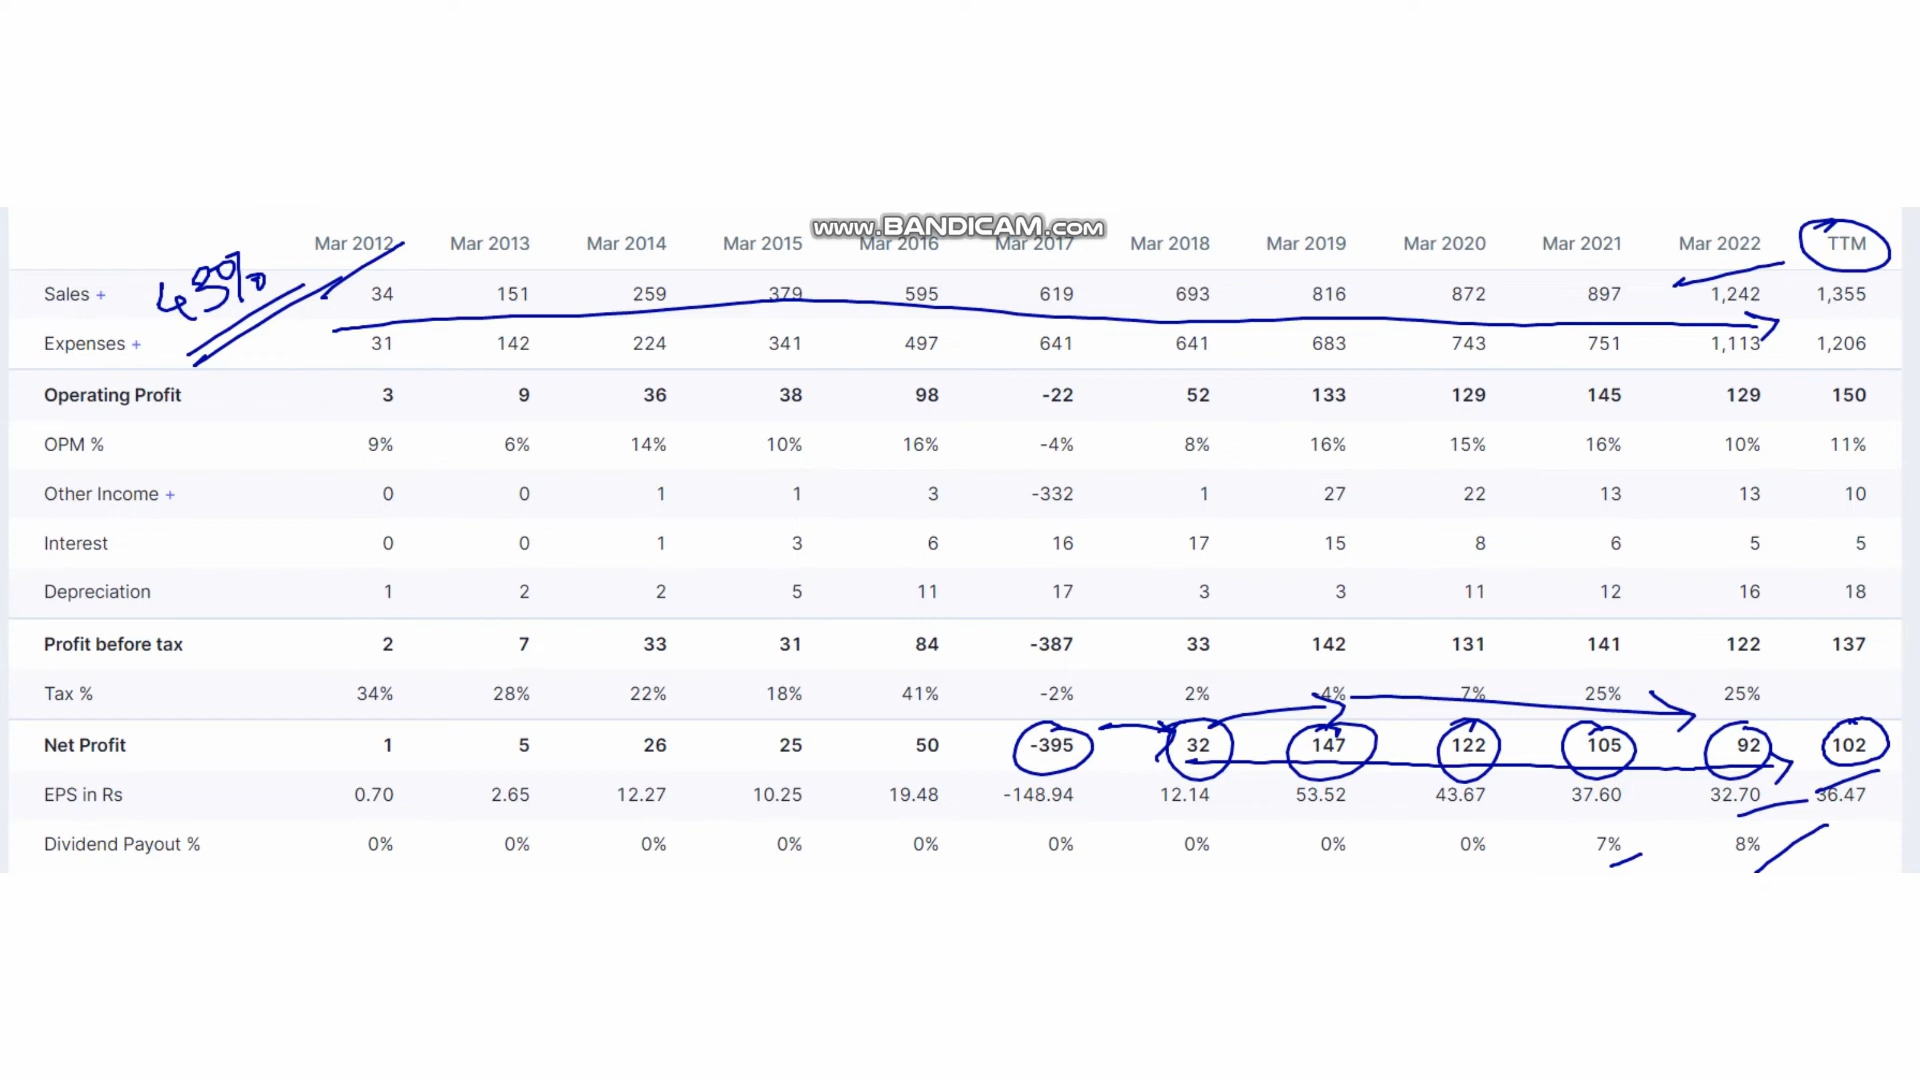 www.BANDICAM.com
Mar 2012 Mar 2013 Mar 2014 Mar 2015 Mar 2016 Mar 2017 Mar 2018 Mar 2019 Mar 2020 Mar 2021 Mar 2022 TTM
43%
Sales + 34 151 259 379 595 619 693 816 872 897 1,242 1,355
Expenses + 31 142 224 341 497 641 641 683 743 751 1,113 1,206
Operating Profit 3 9 36 38 98 -22 52 133 129 145 129 150
OPM % 9% 6% 14% 10% 16% -4% 8% 16% 15% 16% 10% 11%
Other Income + 0 0 1 1 3 -332 1 27 22 13 13 10
Interest 0 0 1 3 6 16 17 15 8 6 5 5
Depreciation 1 2 2 5 11 17 3 3 11 12 16 18
Profit before tax 2 7 33 31 84 -387 33 142 131 141 122 137
Tax % 34% 28% 22% 18% 41% -2% 2% 4% 7% 25% 25%
Net Profit 1 5 26 25 50 -395 32 147 122 105 92 102
EPS in Rs 0.70 2.65 12.27 10.25 19.48 -148.94 12.14 53.52 43.67 37.60 32.70 36.47
Dividend Payout % 0% 0% 0% 0% 0% 0% 0% 0% 0% 7% 8%